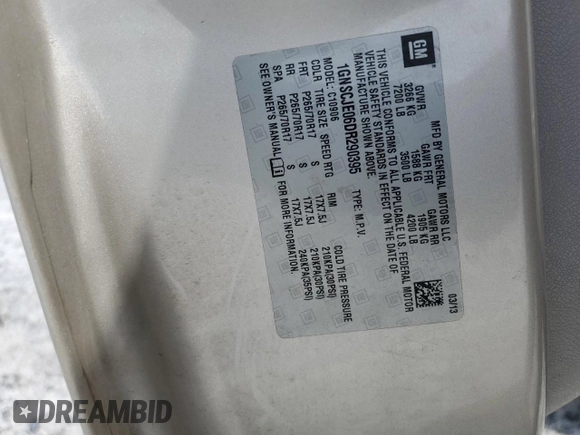 GM
MFD BY GENERAL MOTORS LLC
GVWR GAWR FRT GAWR RR
3266 KG 1588 KG 1905 KG
7200 LB 3500 LB 4200 LB
03/13
THIS VEHICLE CONFORMS TO ALL APPLICABLE U.S. FEDERAL MOTOR
VEHICLE SAFETY STANDARDS IN EFFECT ON THE DATE OF
MANUFACTURE SHOWN ABOVE.
1GNSCJE06DR290395 TYPE: M.P.V.
MODEL: C10906
CDLR TIRE SIZE SPEED RTG RIM COLD TIRE PRESSURE
FRT P265/70R17 S 17X7.5J 210KPA(30PSI)
RR P265/70R17 S 17X7.5J 210KPA(30PSI)
SPA P265/70R17 S 17X7.5J 240KPA(35PSI)
SEE OWNER'S MANUAL FOR MORE INFORMATION.
DREAMBID